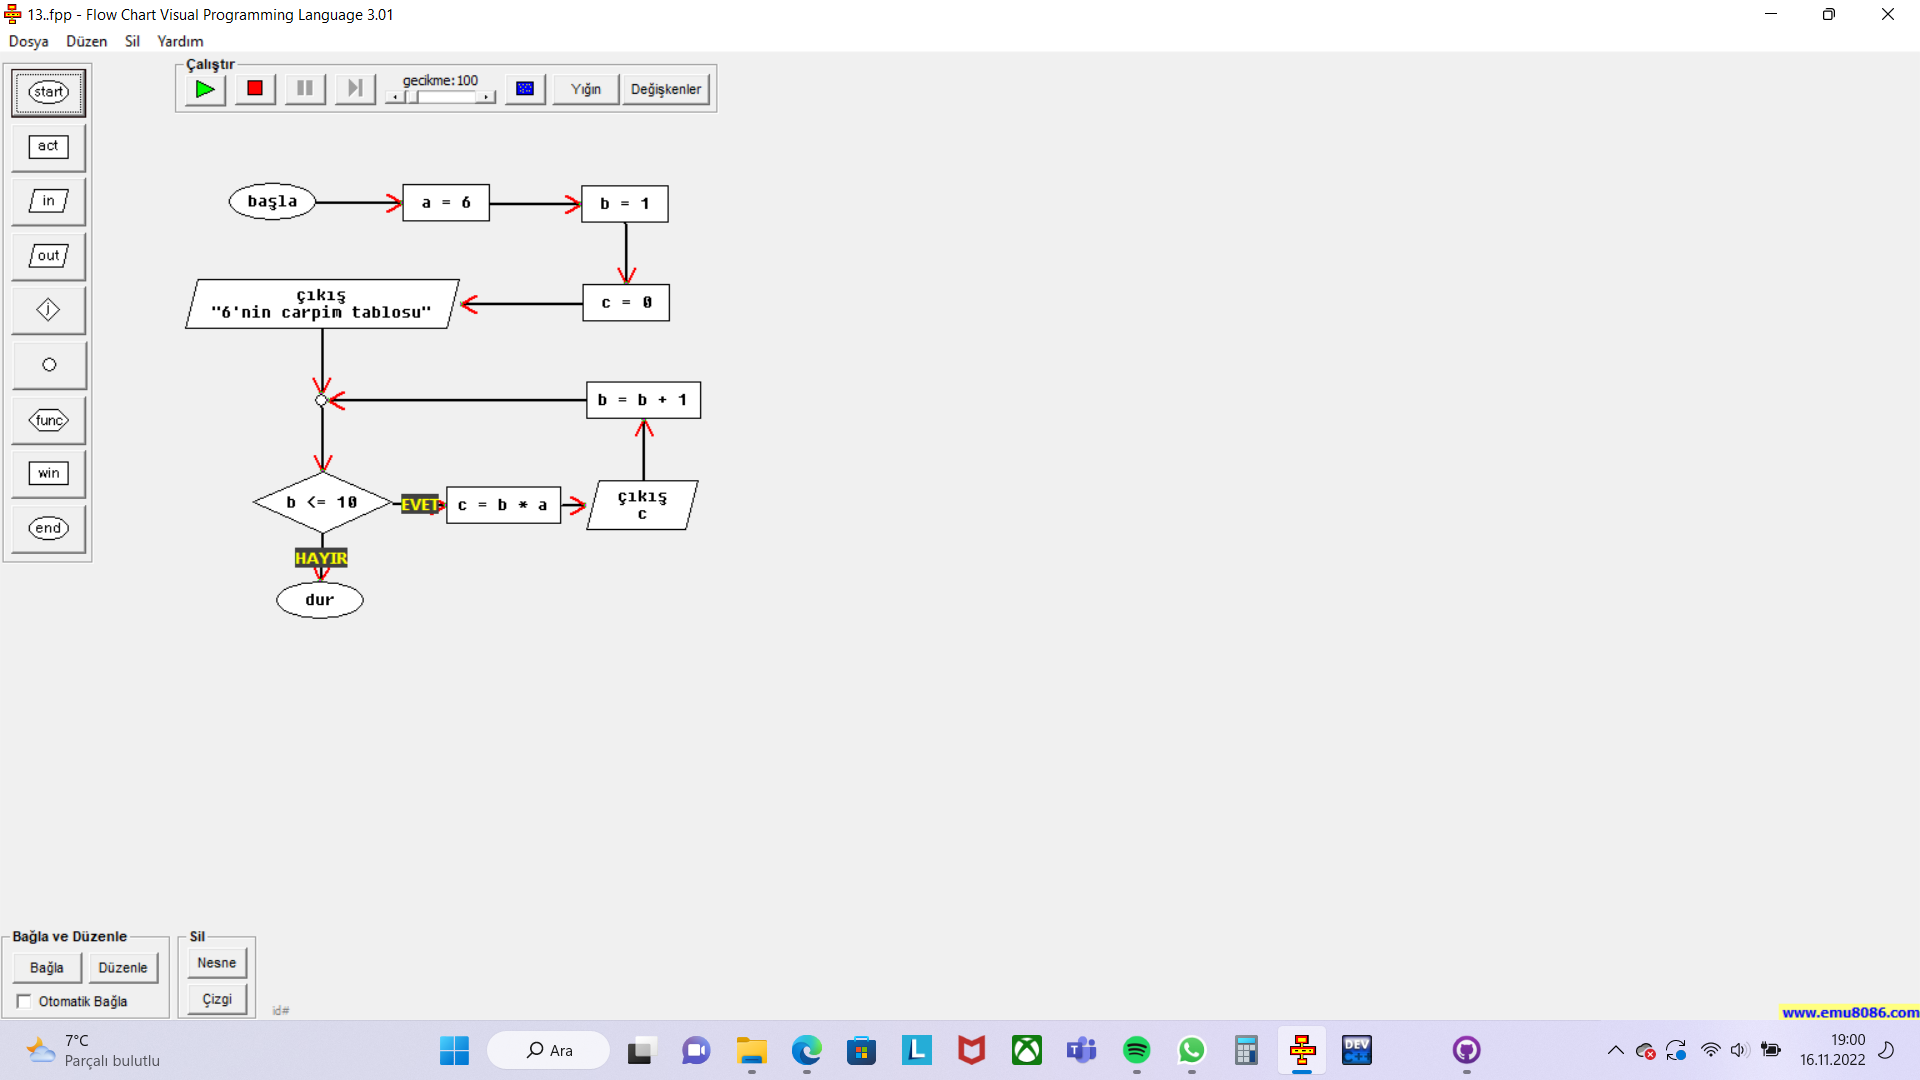 13..fpp - Flow Chart Visual Programming Language 3.01
Dosya Düzen Sil Yardım
Çalıştır
gecikme:100
Yığın
Değişkenler
start
act
in
out
j
func
win
end
başla
a = 6
b = 1
c = 0
çıkış
"6'nin carpim tablosu"
b = b + 1
b <= 10
EVET
c = b * a
çıkış
c
HAYIR
dur
Bağla ve Düzenle
Bağla
Düzenle
Otomatik Bağla
Sil
Nesne
Çizgi
id#
www.emu8086.com
7°C
Parçalı bulutlu
Ara
L
DEV
C++
19:00
16.11.2022